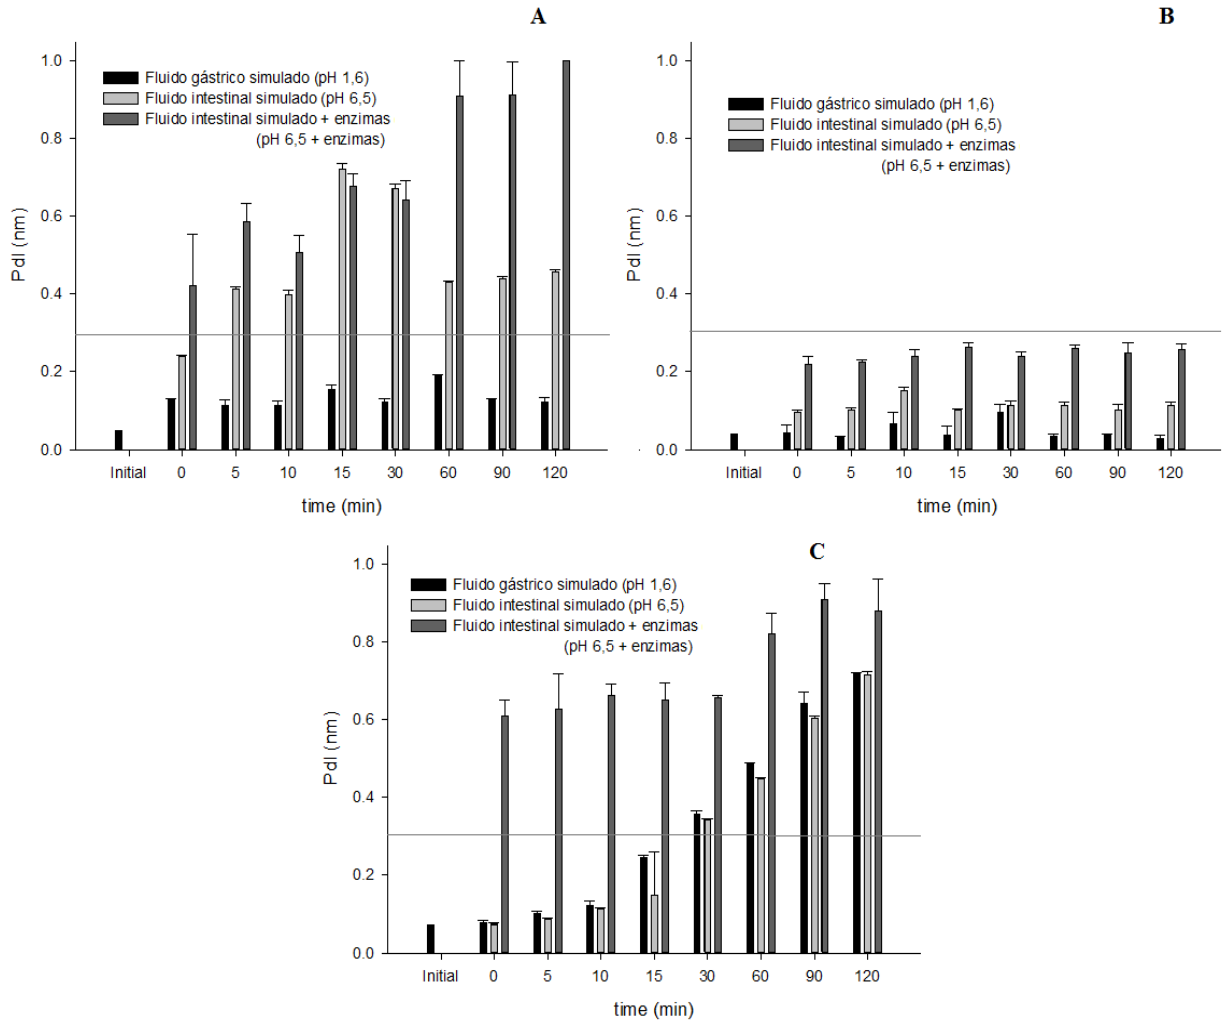 A
1.0
0.8
0.6
0.4
0.2
0.0
PdI (nm)
Fluido gástrico simulado (pH 1,6)
Fluido intestinal simulado (pH 6,5)
Fluido intestinal simulado + enzimas
(pH 6,5 + enzimas)
Initial 0 5 10 15 30 60 90 120
time (min)
B
1.0
0.8
0.6
0.4
0.2
0.0
PdI (nm)
Fluido gástrico simulado (pH 1,6)
Fluido intestinal simulado (pH 6,5)
Fluido intestinal simulado + enzimas
(pH 6,5 + enzimas)
Initial 0 5 10 15 30 60 90 120
time (min)
C
1.0
0.8
0.6
0.4
0.2
0.0
PdI (nm)
Fluido gástrico simulado (pH 1,6)
Fluido intestinal simulado (pH 6,5)
Fluido intestinal simulado + enzimas
(pH 6,5 + enzimas)
Initial 0 5 10 15 30 60 90 120
time (min)